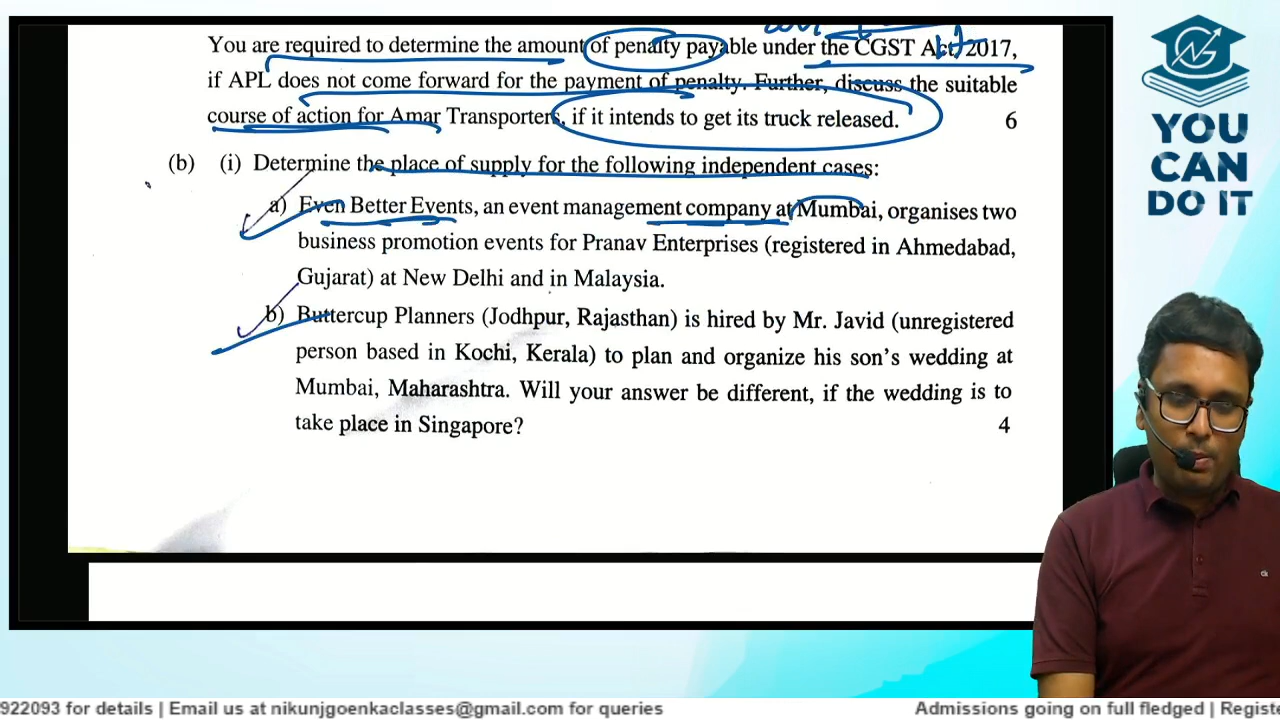 You are required to determine the amount of penalty payable under the CGST Act, 2017,
if APL does not come forward for the payment of penalty. Further, discuss the suitable
course of action for Amar Transporters, if it intends to get its truck released. 6
(b) (i) Determine the place of supply for the following independent cases:
a) Even Better Events, an event management company at Mumbai, organises two
business promotion events for Pranav Enterprises (registered in Ahmedabad,
Gujarat) at New Delhi and in Malaysia.
b) Buttercup Planners (Jodhpur, Rajasthan) is hired by Mr. Javid (unregistered
person based in Kochi, Kerala) to plan and organize his son's wedding at
Mumbai, Maharashtra. Will your answer be different, if the wedding is to
take place in Singapore? 4
YOU
CAN
DO IT
922093 for details | Email us at nikunjgoenkaclasses@gmail.com for queries
Admissions going on full fledged | Registe